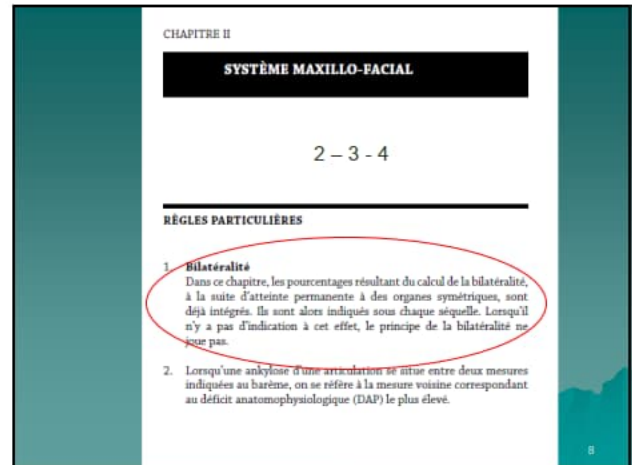 CHAPITRE II
SYSTÈME MAXILLO-FACIAL
2 – 3 - 4
RÈGLES PARTICULIÈRES
1. Bilatéralité
Dans ce chapitre, les pourcentages résultant du calcul de la bilatéralité,
à la suite d'atteinte permanente à des organes symétriques, sont
déjà intégrés. Ils sont alors indiqués sous chaque séquelle. Lorsqu'il
n'y a pas d'indication à cet effet, le principe de la bilatéralité ne
joue pas.
2. Lorsqu'une ankylose d'une articulation se situe entre deux mesures
indiquées au barème, on se réfère à la mesure voisine correspondant
au déficit anatomophysiologique (DAP) le plus élevé.
8